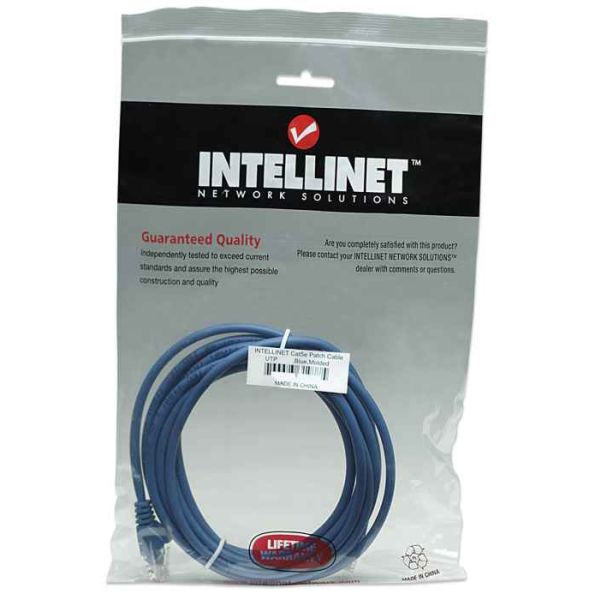 INTELLINET™
NETWORK SOLUTIONS
Guaranteed Quality
Independently tested to exceed current
standards and assure the highest possible
construction and quality
Are you completely satisfied with this product?
Please contact your INTELLINET NETWORK SOLUTIONS™
dealer with comments or questions.
INTELLINET Cat5e Patch Cable
UTP Blue,Molded
MADE IN CHINA
LIFETIME
WARRANTY
MADE IN CHINA